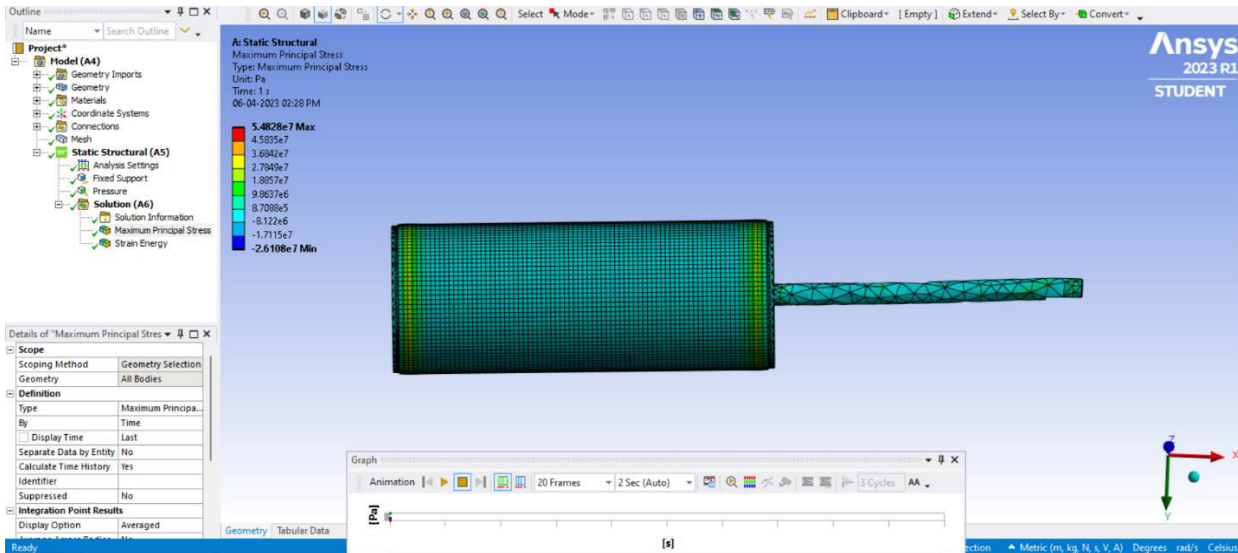 Outline
Name Search Outline
Project*
Model (A4)
Geometry Imports
Geometry
Materials
Coordinate Systems
Connections
Mesh
Static Structural (A5)
Analysis Settings
Fixed Support
Pressure
Solution (A6)
Solution Information
Maximum Principal Stress
Strain Energy
Details of "Maximum Principal Stres
Scope
Scoping Method Geometry Selection
Geometry All Bodies
Definition
Type Maximum Principa...
By Time
Display Time Last
Separate Data by Entity No
Calculate Time History Yes
Identifier
Suppressed No
Integration Point Results
Display Option Averaged
Ready
Select Mode Clipboard [Empty] Extend Select By Convert
A: Static Structural
Maximum Principal Stress
Type: Maximum Principal Stress
Unit: Pa
Time: 1 s
06-04-2023 02:28 PM
5.4828e7 Max
4.5835e7
3.6842e7
2.7849e7
1.8857e7
9.8637e6
8.7088e5
-8.122e6
-1.7115e7
-2.6108e7 Min
Ansys
2023 R1
STUDENT
Z
X
Y
Graph
Animation 20 Frames 2 Sec (Auto) 3 Cycles AA
[Pa]
[s]
Geometry Tabular Data
ection Metric (m, kg, N, s, V, A) Degrees rad/s Celsius